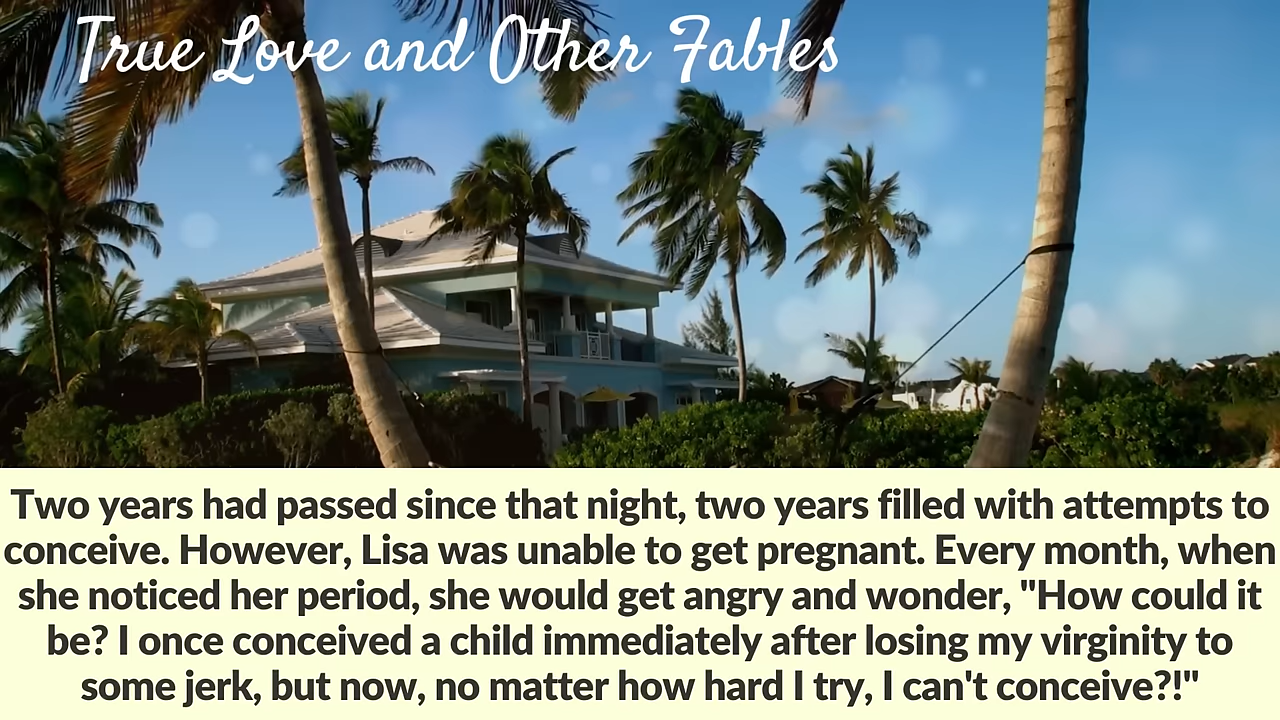 True Love and Other Fables
Two years had passed since that night, two years filled with attempts to
conceive. However, Lisa was unable to get pregnant. Every month, when
she noticed her period, she would get angry and wonder, "How could it
be? I once conceived a child immediately after losing my virginity to
some jerk, but now, no matter how hard I try, I can't conceive?!"